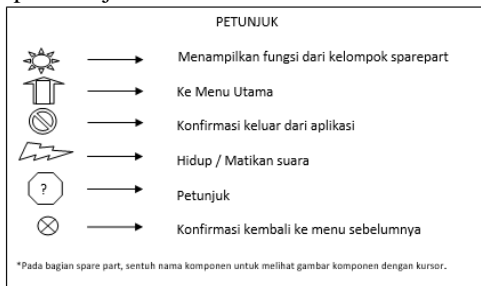 PETUNJUK
Menampilkan fungsi dari kelompok sparepart
Ke Menu Utama
Konfirmasi keluar dari aplikasi
Hidup / Matikan suara
?
Petunjuk
Konfirmasi kembali ke menu sebelumnya
*Pada bagian spare part, sentuh nama komponen untuk melihat gambar komponen dengan kursor.